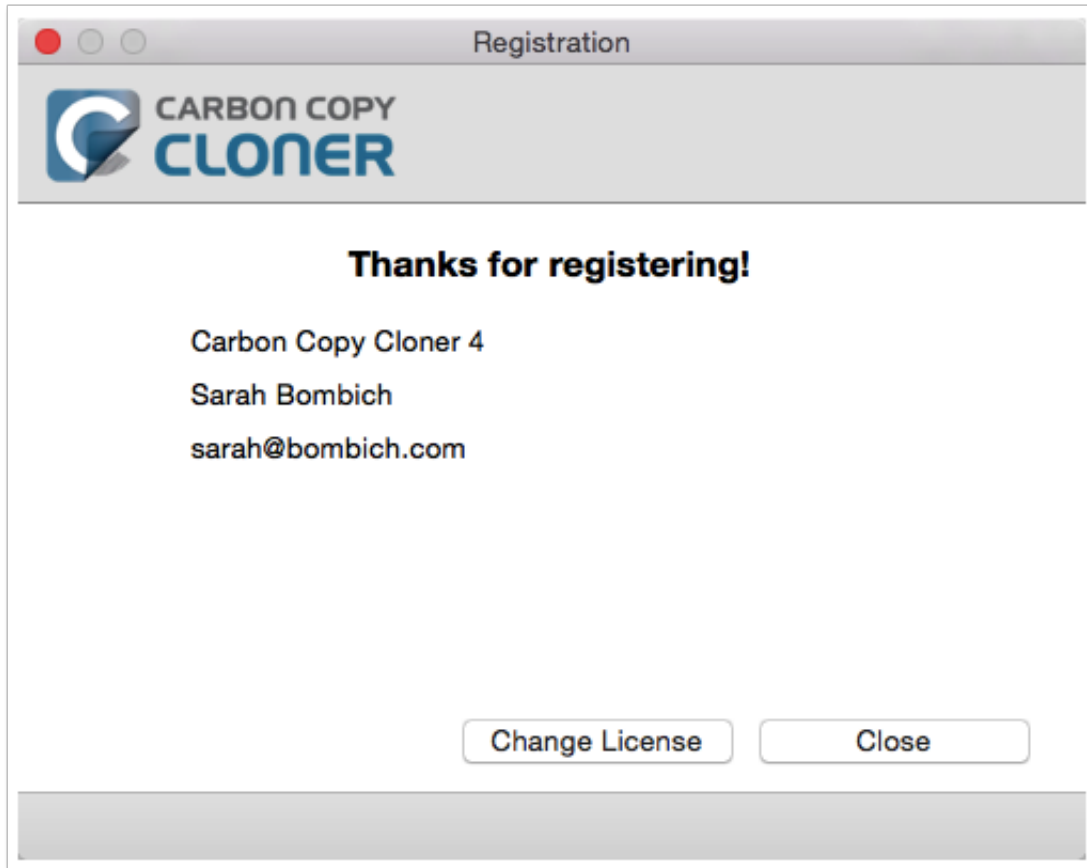 Registration
CARBON COPY
CLONER
Thanks for registering!
Carbon Copy Cloner 4
Sarah Bombich
sarah@bombich.com
Change License
Close